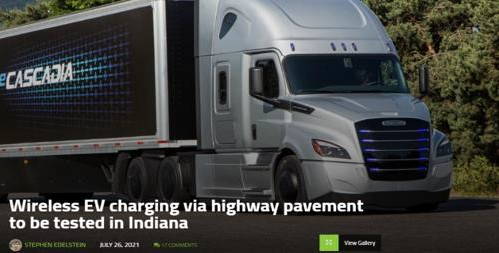 eCASCADIA
Wireless EV charging via highway pavement
to be tested in Indiana
STEPHEN EDELSTEIN
JULY 26, 2021
17 COMMENTS
View Gallery